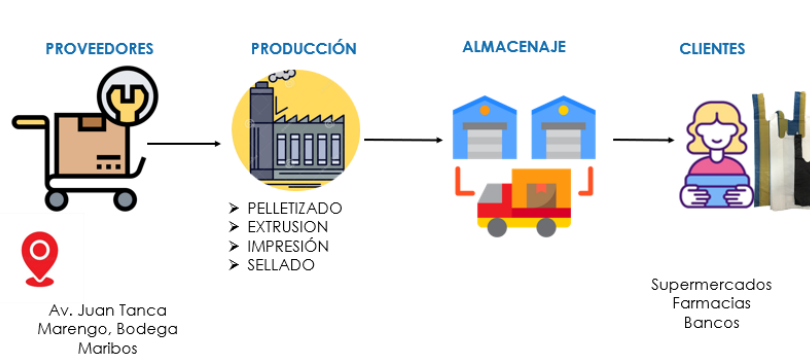 PROVEEDORES
PRODUCCIÓN
ALMACENAJE
CLIENTES
➢ PELLETIZADO
➢ EXTRUSION
➢ IMPRESIÓN
➢ SELLADO
Av. Juan Tanca
Marengo, Bodega
Maribos
Supermercados
Farmacias
Bancos